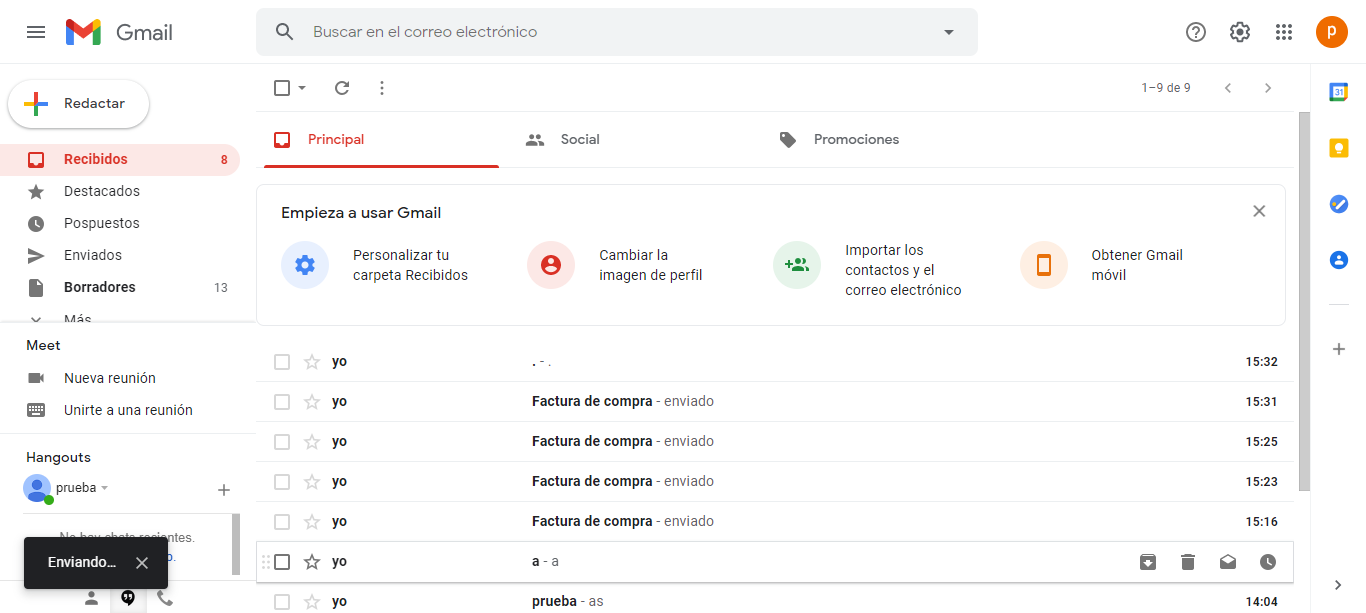 Gmail
Buscar en el correo electrónico
p
Redactar
1–9 de 9
31
Principal
Social
Promociones
Recibidos 8
Destacados
Pospuestos
Enviados
Borradores 13
Más
Empieza a usar Gmail
Personalizar tu
carpeta Recibidos
Cambiar la
imagen de perfil
Importar los
contactos y el
correo electrónico
Obtener Gmail
móvil
Meet
Nueva reunión
Unirte a una reunión
Hangouts
prueba
No hay chats recientes.
o.
Enviando...
yo . - . 15:32
yo Factura de compra - enviado 15:31
yo Factura de compra - enviado 15:25
yo Factura de compra - enviado 15:23
yo Factura de compra - enviado 15:16
yo a - a
yo prueba - as 14:04